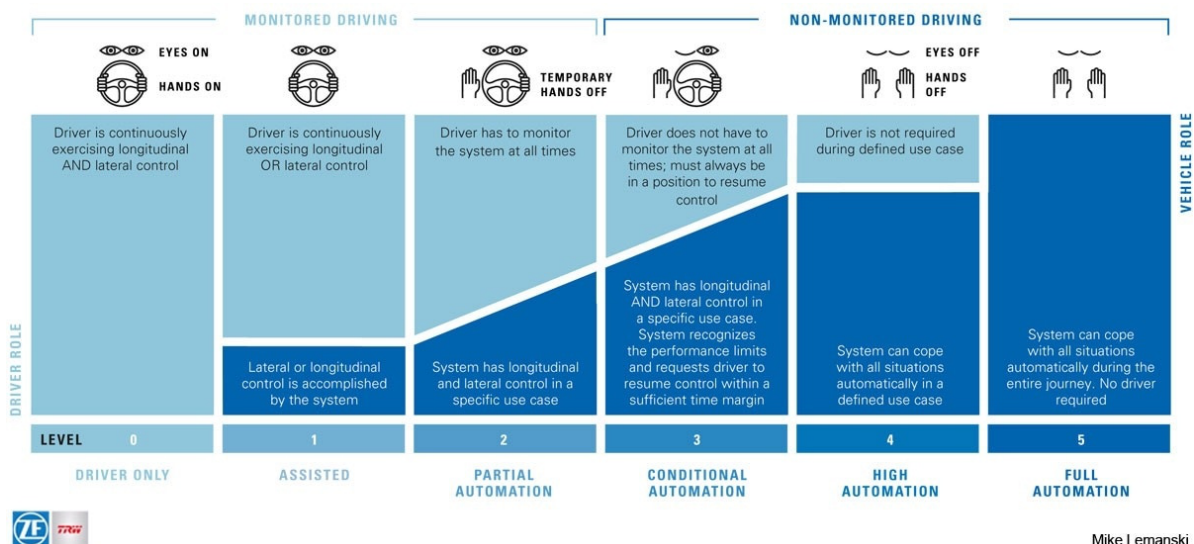 MONITORED DRIVING
NON-MONITORED DRIVING
EYES ON
HANDS ON
TEMPORARY
HANDS OFF
EYES OFF
HANDS
OFF
Driver is continuously
exercising longitudinal
AND lateral control
Driver is continuously
exercising longitudinal
OR lateral control
Driver has to monitor
the system at all times
Driver does not have to
monitor the system at all
times; must always be
in a position to resume
control
Driver is not required
during defined use case
VEHICLE ROLE
DRIVER ROLE
Lateral or longitudinal
control is accomplished
by the system
System has longitudinal
and lateral control in a
specific use case
System has longitudinal
AND lateral control in
a specific use case.
System recognizes
the performance limits
and requests driver to
resume control within a
sufficient time margin
System can cope
with all situations
automatically in a
defined use case
System can cope
with all situations
automatically during the
entire journey. No driver
required
LEVEL 0
1
2
3
4
5
DRIVER ONLY
ASSISTED
PARTIAL
AUTOMATION
CONDITIONAL
AUTOMATION
HIGH
AUTOMATION
FULL
AUTOMATION
ZF
TRW
Mike Lemanski